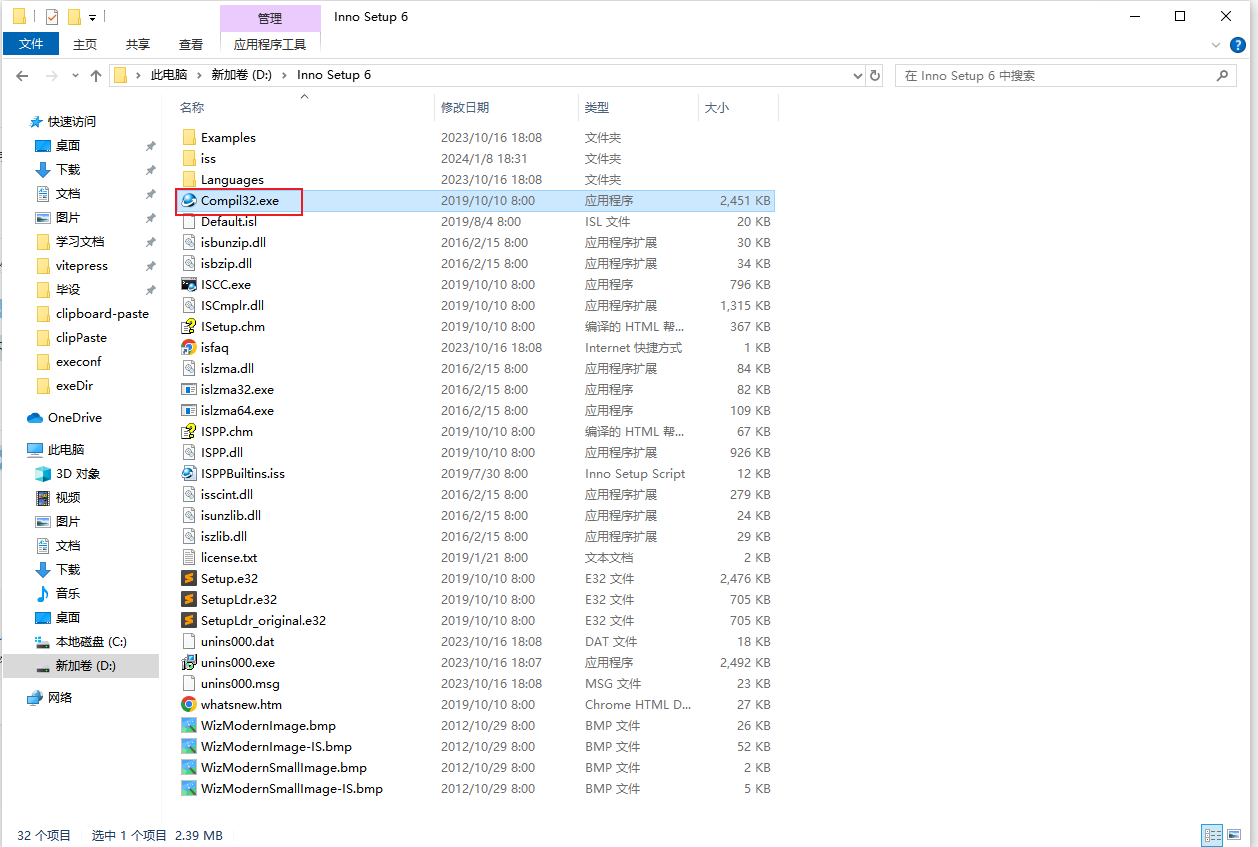 管理
Inno Setup 6
文件
主页
共享
查看
应用程序工具
此电脑 新加卷 (D:) Inno Setup 6
在 Inno Setup 6 中搜索
快速访问
桌面
下载
文档
图片
学习文档
vitepress
毕设
clipboard-paste
clipPaste
execonf
exeDir
OneDrive
此电脑
3D 对象
视频
图片
文档
下载
音乐
桌面
本地磁盘 (C:)
新加卷 (D:)
网络
名称 修改日期 类型 大小
Examples 2023/10/16 18:08 文件夹
iss 2024/1/8 18:31 文件夹
Languages 2023/10/16 18:08 文件夹
Compil32.exe 2019/10/10 8:00 应用程序 2,451 KB
Default.isl 2019/8/4 8:00 ISL 文件 20 KB
isbunzip.dll 2016/2/15 8:00 应用程序扩展 30 KB
isbzip.dll 2016/2/15 8:00 应用程序扩展 34 KB
ISCC.exe 2019/10/10 8:00 应用程序 796 KB
ISCmplr.dll 2019/10/10 8:00 应用程序扩展 1,315 KB
ISetup.chm 2019/10/10 8:00 编译的 HTML 帮... 367 KB
isfaq 2023/10/16 18:08 Internet 快捷方式 1 KB
islzma.dll 2016/2/15 8:00 应用程序扩展 84 KB
islzma32.exe 2016/2/15 8:00 应用程序 82 KB
islzma64.exe 2016/2/15 8:00 应用程序 109 KB
ISPP.chm 2019/10/10 8:00 编译的 HTML 帮... 67 KB
ISPP.dll 2019/10/10 8:00 应用程序扩展 926 KB
ISPPBuiltins.iss 2019/7/30 8:00 Inno Setup Script 12 KB
isscint.dll 2016/2/15 8:00 应用程序扩展 279 KB
isunzlib.dll 2016/2/15 8:00 应用程序扩展 24 KB
iszlib.dll 2016/2/15 8:00 应用程序扩展 29 KB
license.txt 2019/1/21 8:00 文本文档 2 KB
Setup.e32 2019/10/10 8:00 E32 文件 2,476 KB
SetupLdr.e32 2019/10/10 8:00 E32 文件 705 KB
SetupLdr_original.e32 2019/10/10 8:00 E32 文件 705 KB
unins000.dat 2023/10/16 18:08 DAT 文件 18 KB
unins000.exe 2023/10/16 18:07 应用程序 2,492 KB
unins000.msg 2023/10/16 18:08 MSG 文件 23 KB
whatsnew.htm 2019/10/10 8:00 Chrome HTML D... 27 KB
WizModernImage.bmp 2012/10/29 8:00 BMP 文件 26 KB
WizModernImage-IS.bmp 2012/10/29 8:00 BMP 文件 52 KB
WizModernSmallImage.bmp 2012/10/29 8:00 BMP 文件 2 KB
WizModernSmallImage-IS.bmp 2012/10/29 8:00 BMP 文件 5 KB
32 个项目 选中 1 个项目 2.39 MB